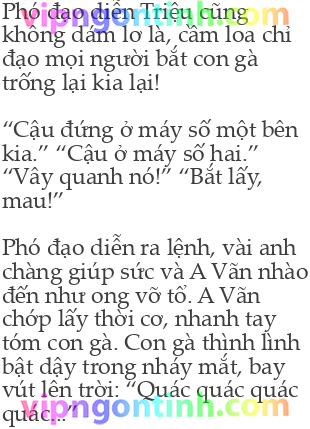 Phó đạo diễn Triệu cũng
vipngontinh.com
không dám lơ là, cầm loa chỉ
đạo mọi người bắt con gà
trống lại kia lại!
“Cậu đứng ở máy số một bên
kia.” “Cậu ở máy số hai.”
“Vây quanh nó!” “Bắt lấy,
mau!”
Phó đạo diễn ra lệnh, vài anh
chàng giúp sức và A Vãn nhào
đến như ong vỡ tổ. A Vãn
chớp lấy thời cơ, nhanh tay
tóm con gà. Con gà thình lình
bật dậy trong nháy mắt, bay
vút lên trời: “Quác quác quác
quác...”
vipngontinh.com